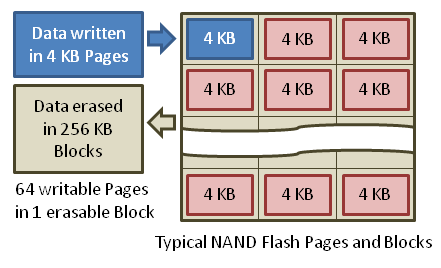 Data written
in 4 KB Pages
4 KB 4 KB 4 KB
4 KB 4 KB 4 KB
Data erased
in 256 KB
Blocks
64 writable Pages
in 1 erasable Block
4 KB 4 KB 4 KB
Typical NAND Flash Pages and Blocks